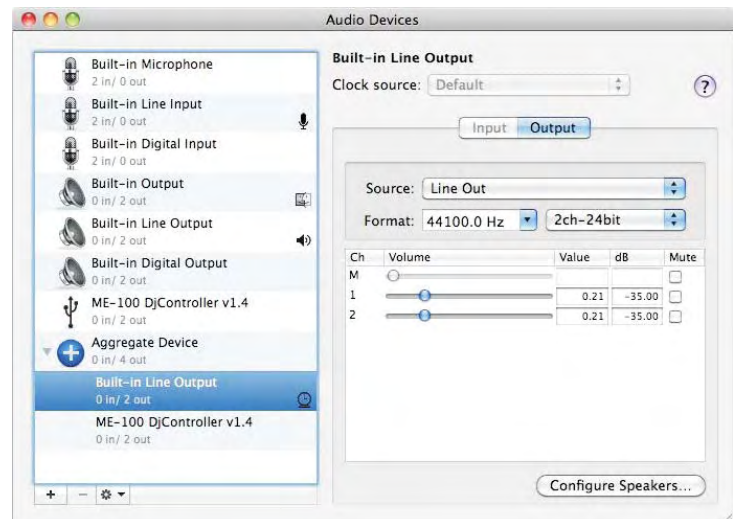 Audio Devices
Built-in Microphone
2 in/ 0 out
Built-in Line Input
2 in/ 0 out
Built-in Digital Input
2 in/ 0 out
Built-in Output
0 in/ 2 out
Built-in Line Output
0 in/ 2 out
Built-in Digital Output
0 in/ 2 out
ME-100 DjController v1.4
0 in/ 2 out
Aggregate Device
0 in/ 4 out
Built-in Line Output
0 in/ 2 out
ME-100 DjController v1.4
0 in/ 2 out
Built-in Line Output
Clock source: Default
?
Input Output
Source: Line Out
Format: 44100.0 Hz 2ch-24bit
Ch Volume Value dB Mute
M
1 0.21 -35.00
2 0.21 -35.00
Configure Speakers...